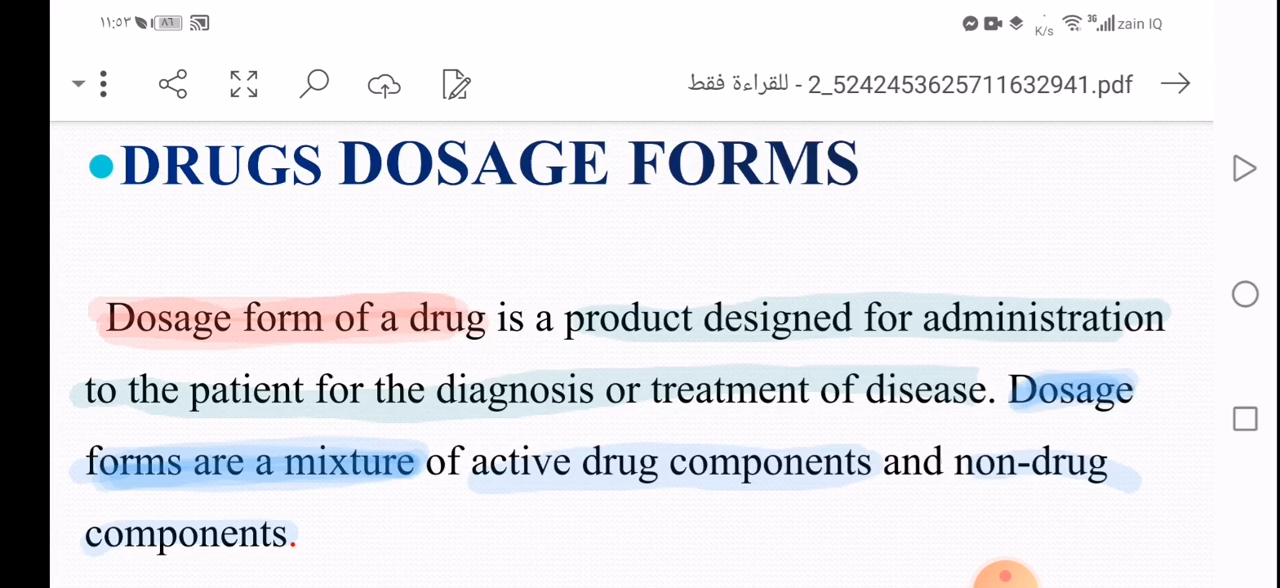 ١١:٥٣ ٨٦ K/s 3G zain IQ
2_5242453625711632941.pdf - للقراءة فقط
•DRUGS DOSAGE FORMS
Dosage form of a drug is a product designed for administration
to the patient for the diagnosis or treatment of disease. Dosage
forms are a mixture of active drug components and non-drug
components.